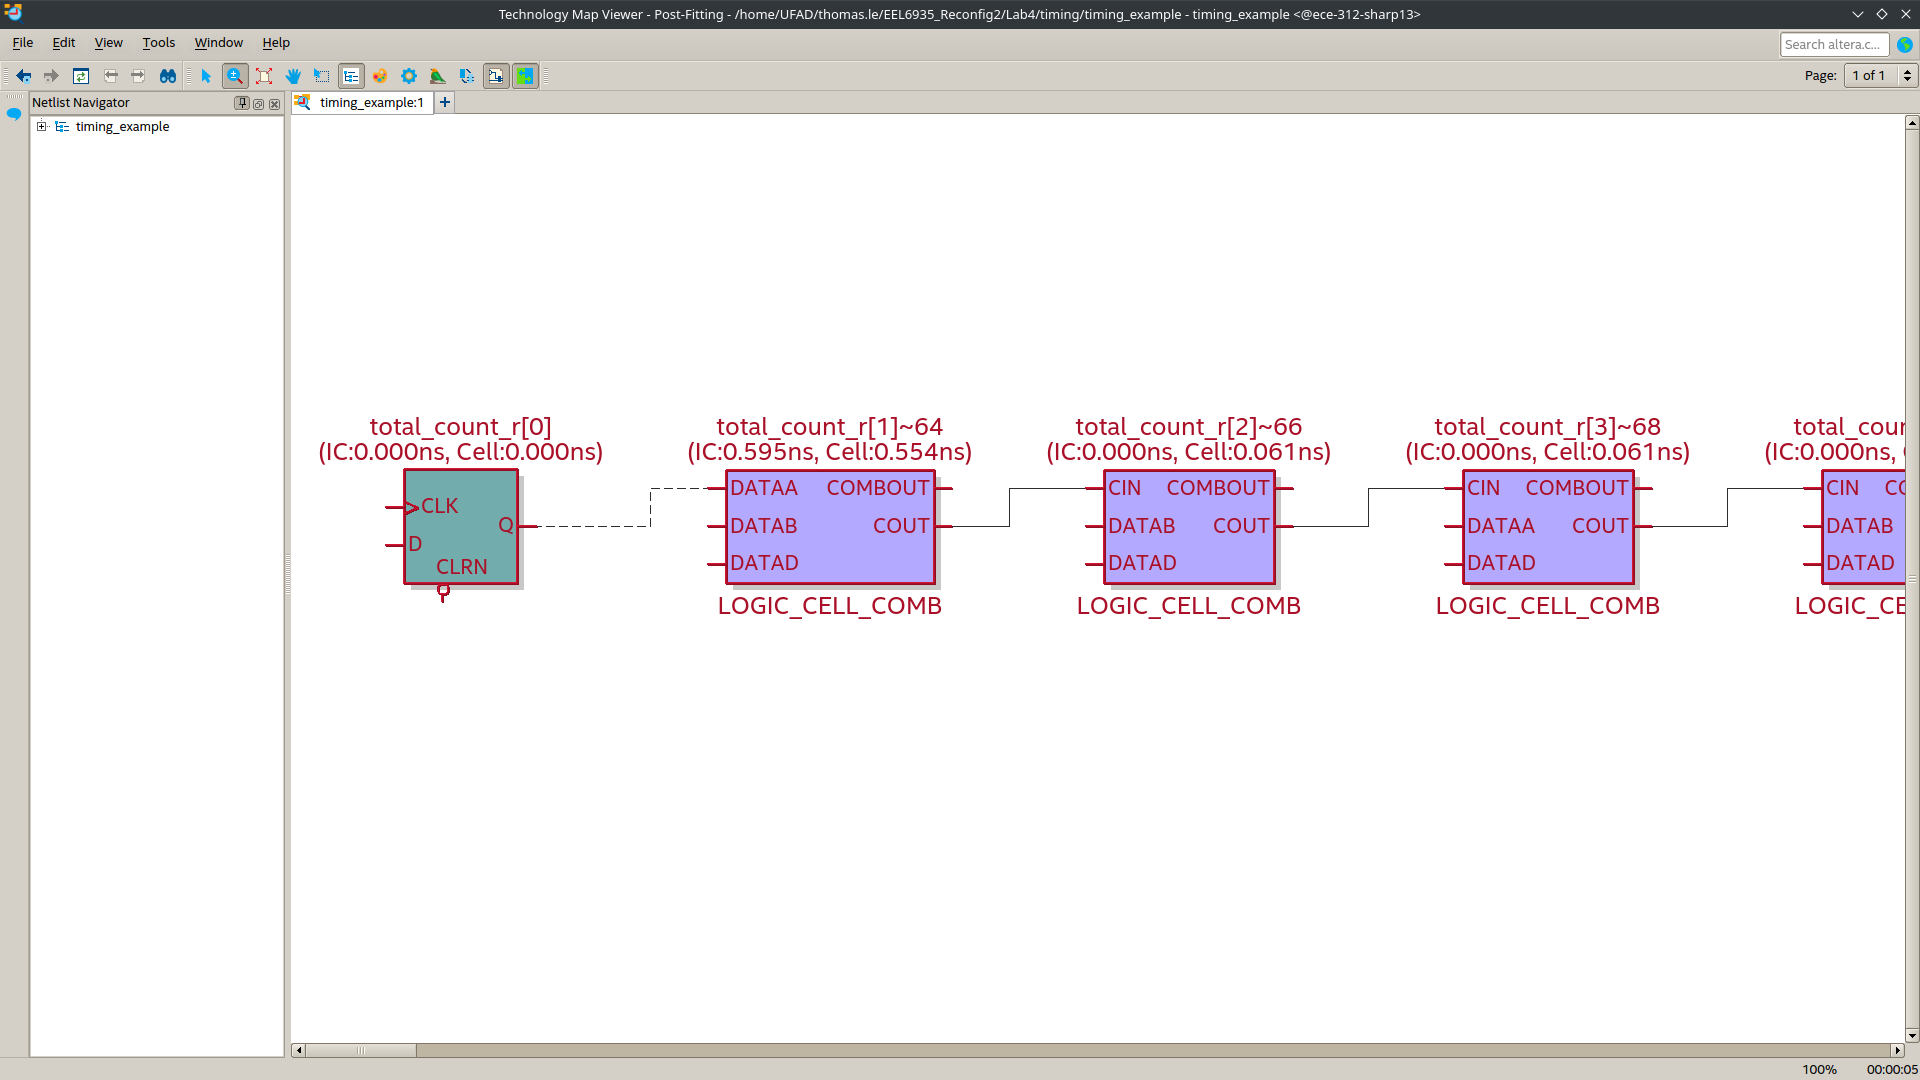 Technology Map Viewer - Post-Fitting - /home/UFAD/thomas.le/EEL6935_Reconfig2/Lab4/timing/timing_example - timing_example <@ece-312-sharp13>
File Edit View Tools Window Help
Search altera.c...
Page: 1 of 1
Netlist Navigator
timing_example:1
timing_example
total_count_r[0] total_count_r[1]~64 total_count_r[2]~66 total_count_r[3]~68 total_cour
(IC:0.000ns, Cell:0.000ns) (IC:0.595ns, Cell:0.554ns) (IC:0.000ns, Cell:0.061ns) (IC:0.000ns, Cell:0.061ns) (IC:0.000ns,
DATAA COMBOUT CIN COMBOUT CIN COMBOUT CIN CO
CLK
Q DATAB COUT DATAB COUT DATAA COUT DATAB
D
CLRN DATAD DATAD DATAD DATAD
LOGIC_CELL_COMB LOGIC_CELL_COMB LOGIC_CELL_COMB LOGIC_CE
100% 00:00:05